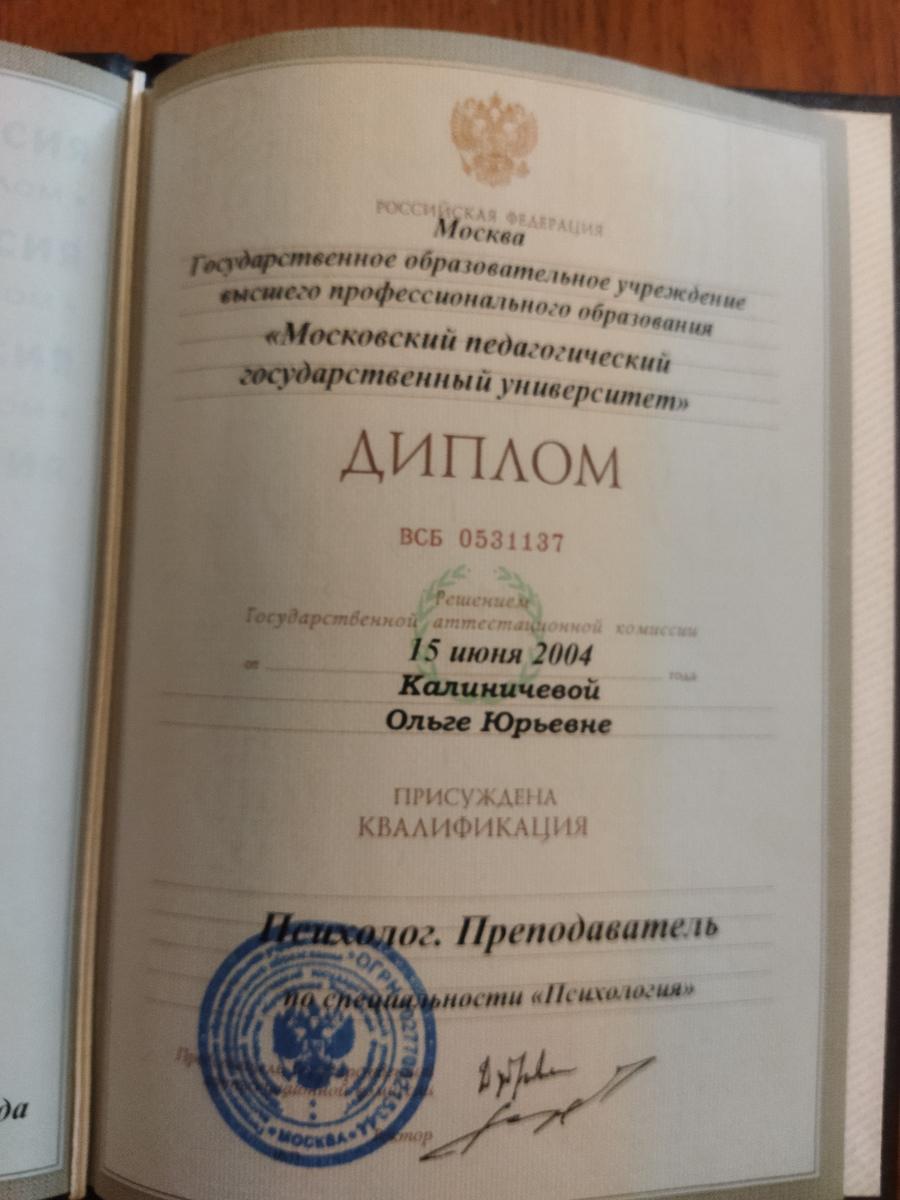 РОССИЙСКАЯ ФЕДЕРАЦИЯ
Москва
Государственное образовательное учреждение
высшего профессионального образования
«Московский педагогический
государственный университет»
ДИПЛОМ
ВСБ 0531137
Решением
Государственной аттестационной комиссии
от 15 июня 2004 года
Калиничевой
Ольге Юрьевне
ПРИСУЖДЕНА
КВАЛИФИКАЦИЯ
Психолог. Преподаватель
по специальности «Психология»
МОСКВА